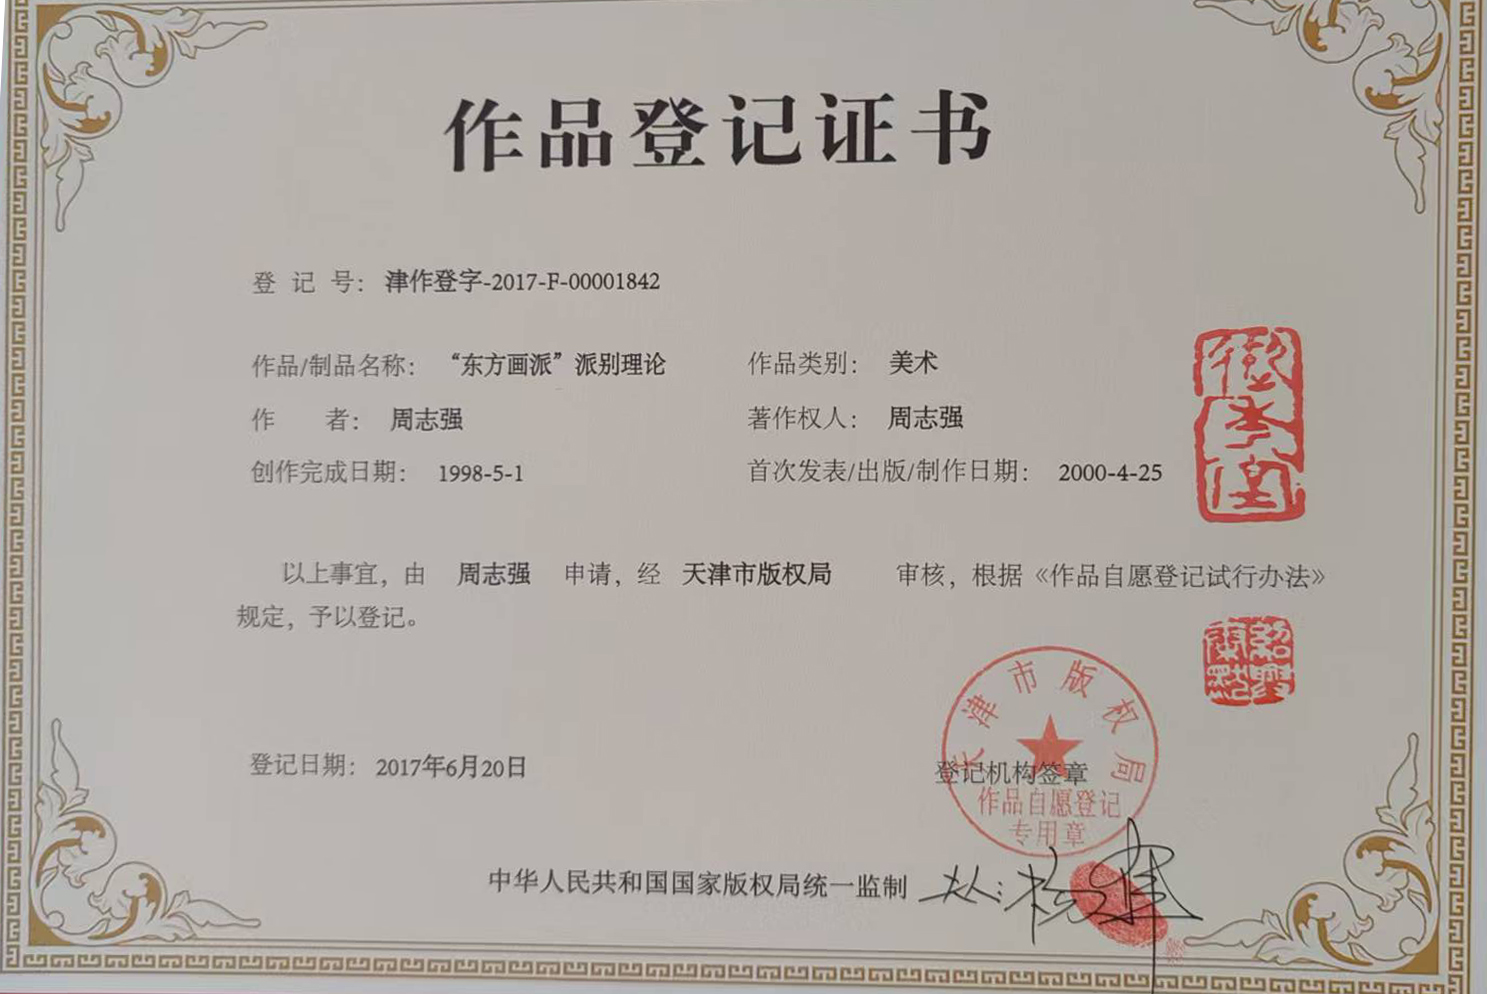 作品登记证书
登 记 号： 津作登字-2017-F-00001842
作品/制品名称： “东方画派”派别理论 作品类别： 美术
作 者： 周志强 著作权人： 周志强
创作完成日期： 1998-5-1 首次发表/出版/制作日期： 2000-4-25
以上事宜，由 周志强 申请，经 天津市版权局 审核，根据《作品自愿登记试行办法》
规定，予以登记。
天津市版权局
登记日期： 2017年6月20日 登记机构签章
作品自愿登记
专用章
中华人民共和国国家版权局统一监制